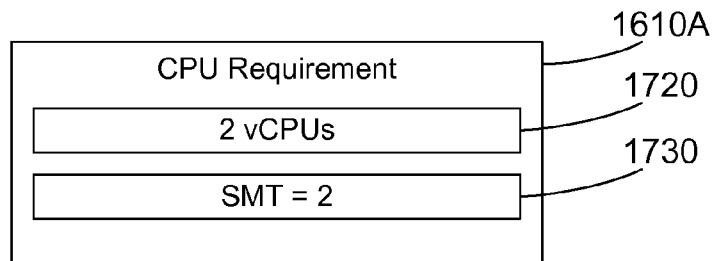 1610A
CPU Requirement
1720
2 vCPUs
1730
SMT = 2